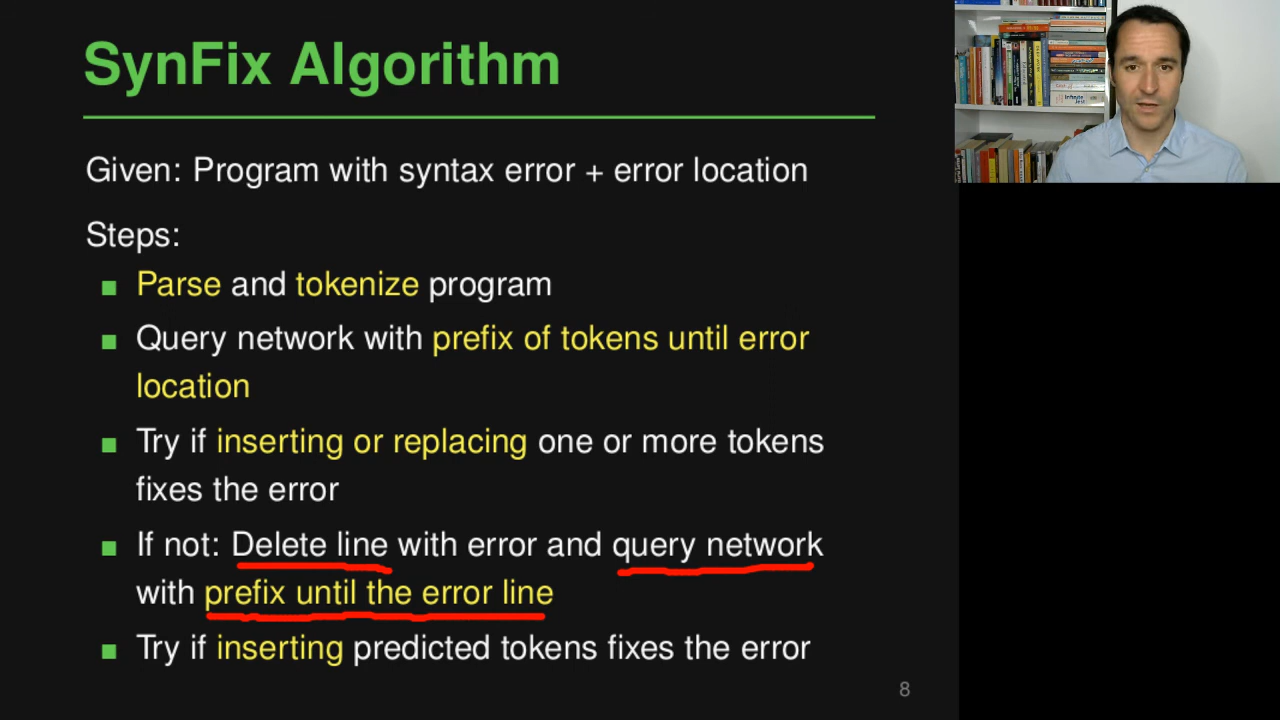 SynFix Algorithm
Given: Program with syntax error + error location
Steps:
Parse and tokenize program
Query network with prefix of tokens until error
location
Try if inserting or replacing one or more tokens
fixes the error
If not: Delete line with error and query network
with prefix until the error line
Try if inserting predicted tokens fixes the error
8
Infinite
Jest